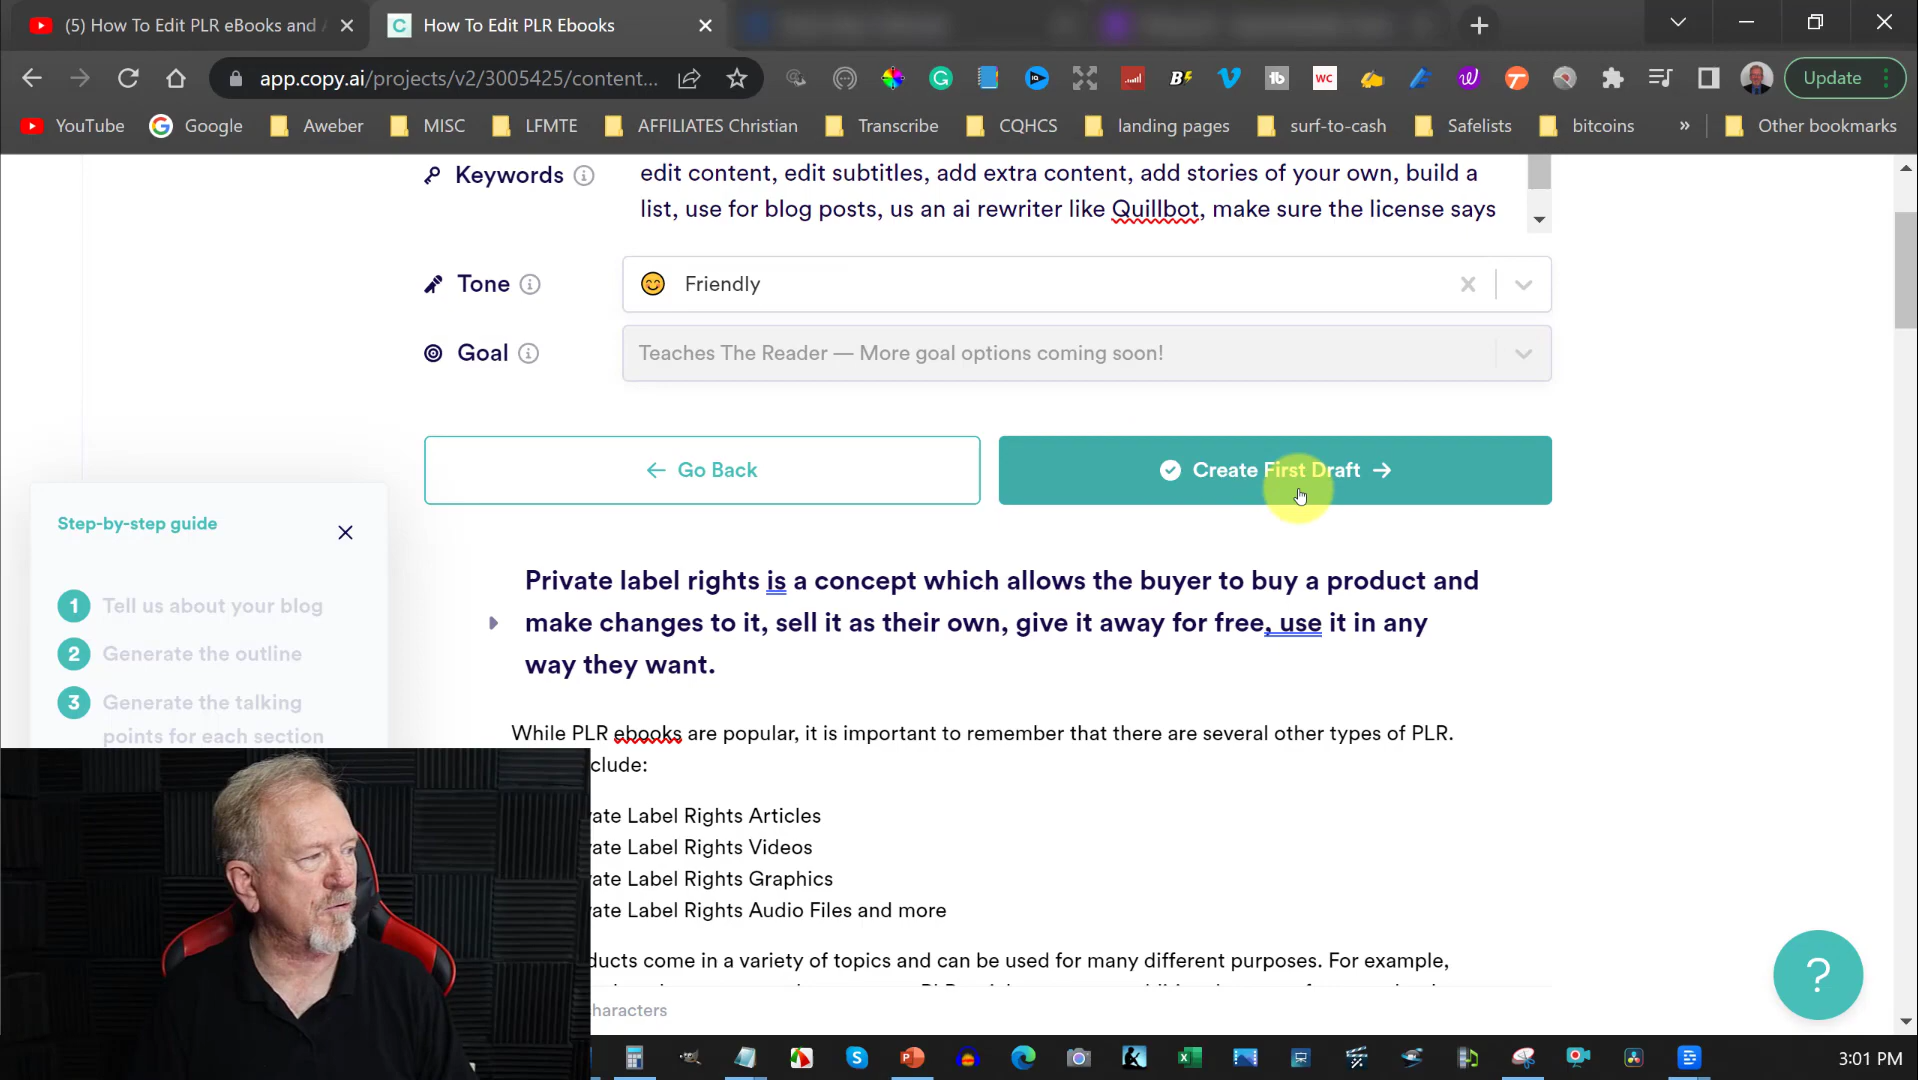 (5) How To Edit PLR eBooks and
C How To Edit PLR Ebooks
app.copy.ai/projects/v2/3005425/content...
Update
YouTube Google Aweber MISC LFMTE AFFILIATES Christian Transcribe CQHCS landing pages surf-to-cash Safelists bitcoins » Other bookmarks
Keywords
edit content, edit subtitles, add extra content, add stories of your own, build a
list, use for blog posts, us an ai rewriter like Quillbot, make sure the license says
Tone
Friendly
Goal
Teaches The Reader — More goal options coming soon!
Go Back
Create First Draft
Step-by-step guide
1 Tell us about your blog
2 Generate the outline
3 Generate the talking
points for each section
Private label rights is a concept which allows the buyer to buy a product and
make changes to it, sell it as their own, give it away for free, use it in any
way they want.
While PLR ebooks are popular, it is important to remember that there are several other types of PLR.
clude:
ate Label Rights Articles
ate Label Rights Videos
ate Label Rights Graphics
ate Label Rights Audio Files and more
ducts come in a variety of topics and can be used for many different purposes. For example,
haracters
?
3:01 PM